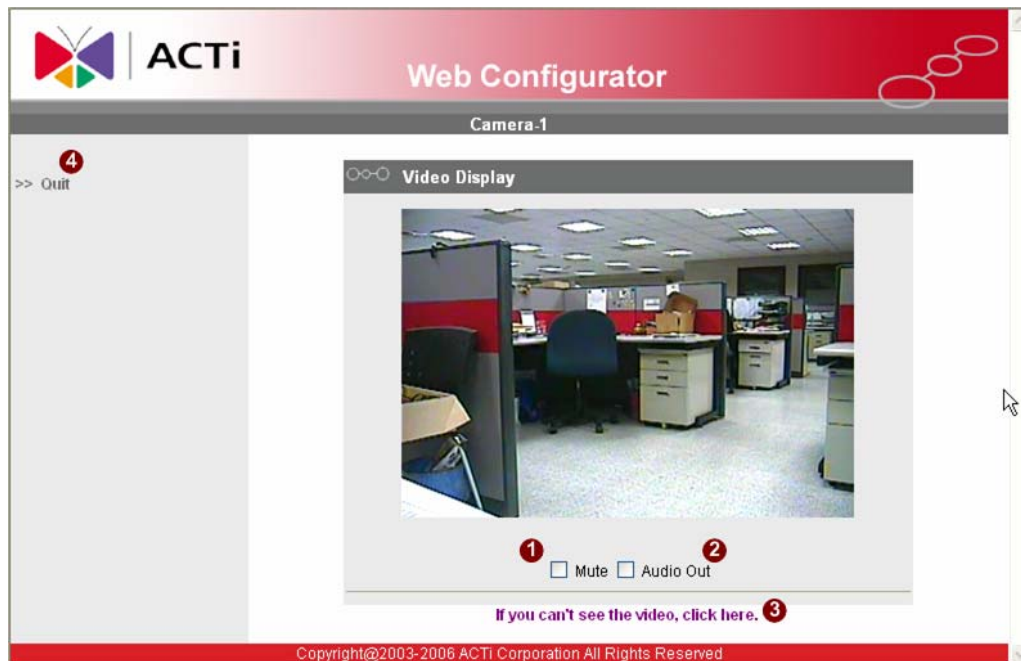 ACTi
Web Configurator
Camera-1
4
>> Quit
Video Display
1 Mute 2 Audio Out
If you can't see the video, click here. 3
Copyright@2003-2006 ACTi Corporation All Rights Reserved